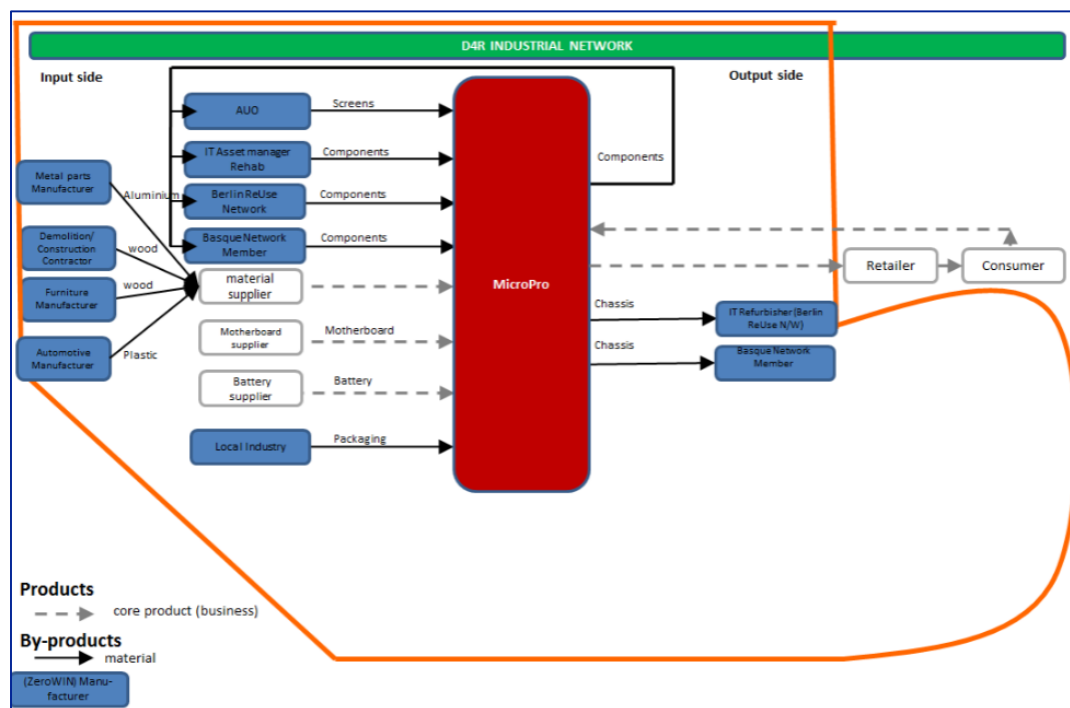 D4R INDUSTRIAL NETWORK
Input side
Output side
AUO
Screens
IT Asset manager
Rehab
Components
Components
Metal parts
Manufacturer
Aluminium
Berlin ReUse
Network
Components
Demolition/
Construction
Contractor
wood
Basque Network
Member
Components
material
supplier
Furniture
Manufacturer
wood
MicroPro
Retailer
Consumer
Chassis
IT Refurbisher (Berlin
ReUse N/W)
Motherboard
supplier
Motherboard
Automotive
Manufacturer
Plastic
Chassis
Basque Network
Member
Battery
supplier
Battery
Local Industry
Packaging
Products
core product (business)
By-products
material
(ZeroWIN) Manu-
facturer